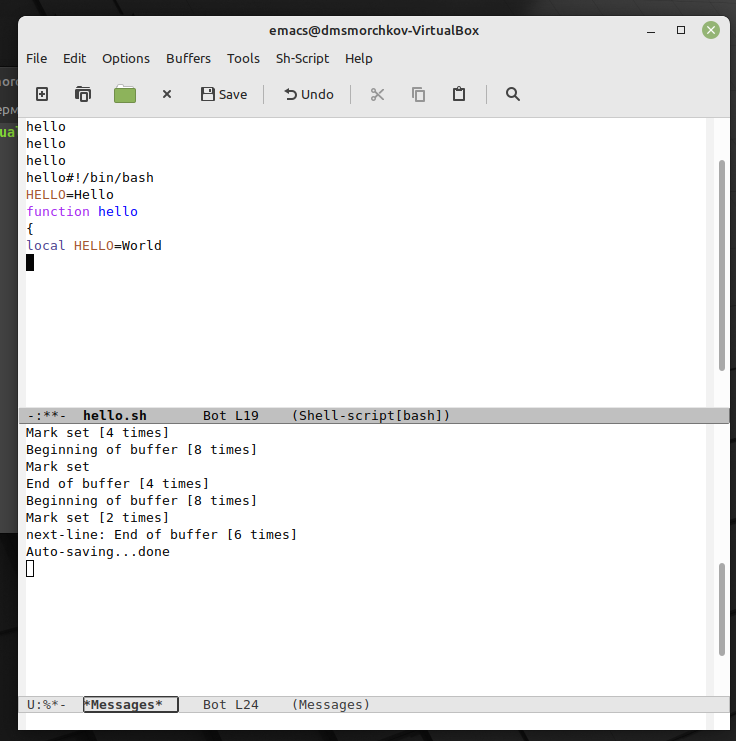 emacs@dmsmorchkov-VirtualBox
File Edit Options Buffers Tools Sh-Script Help
Save Undo
hello
hello
hello
hello#!/bin/bash
HELLO=Hello
function hello
{
local HELLO=World
-:**- hello.sh Bot L19 (Shell-script[bash])
Mark set [4 times]
Beginning of buffer [8 times]
Mark set
End of buffer [4 times]
Beginning of buffer [8 times]
Mark set [2 times]
next-line: End of buffer [6 times]
Auto-saving...done
U:%*- *Messages* Bot L24 (Messages)